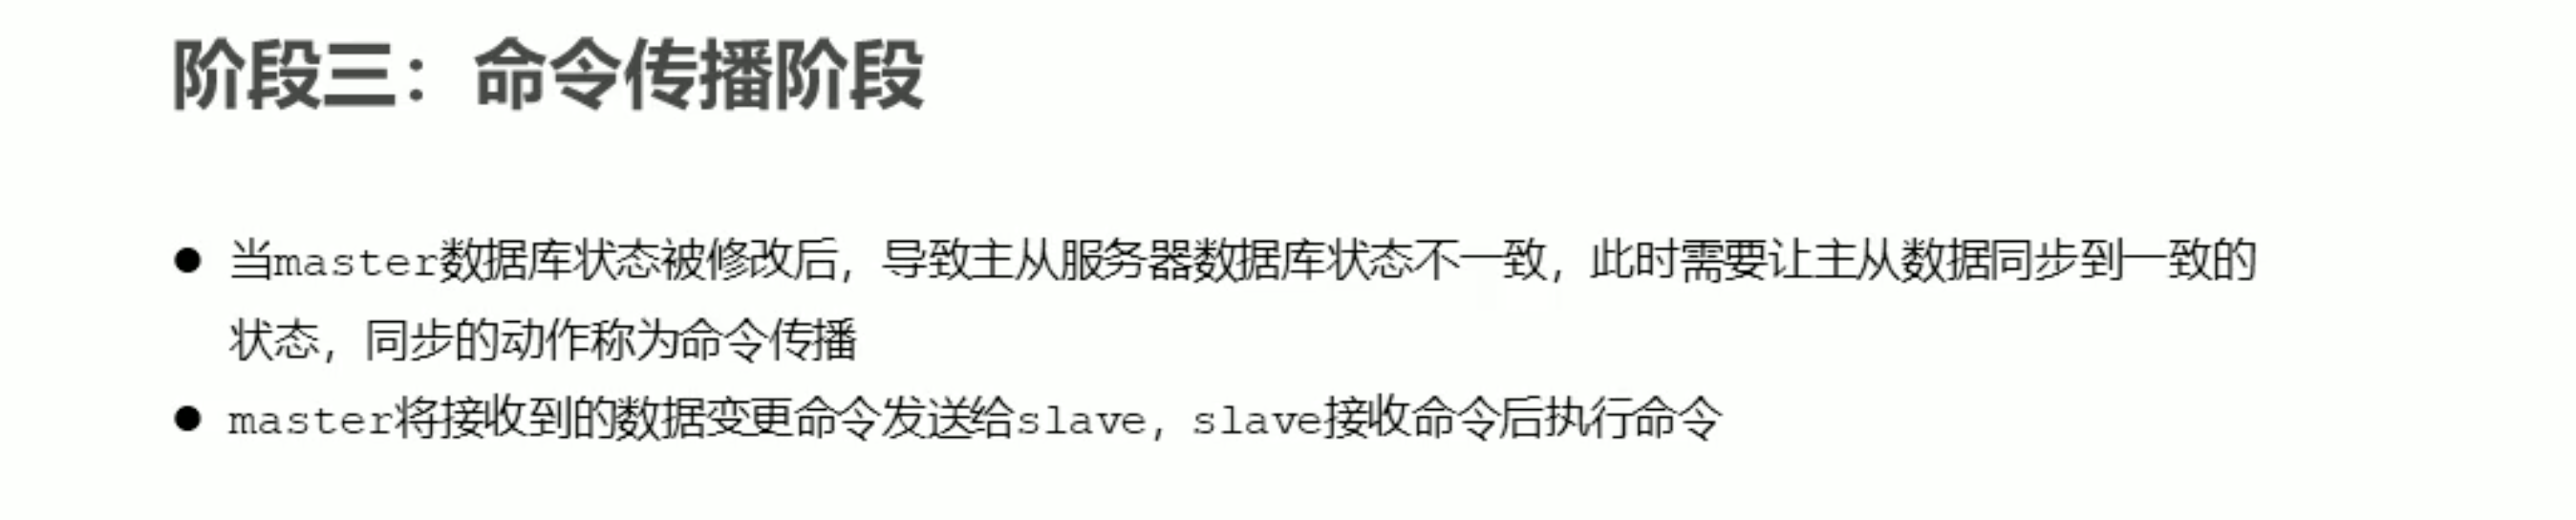 阶段三：命令传播阶段
● 当master数据库状态被修改后，导致主从服务器数据库状态不一致，此时需要让主从数据同步到一致的
状态，同步的动作称为命令传播
● master将接收到的数据变更命令发送给slave，slave接收命令后执行命令